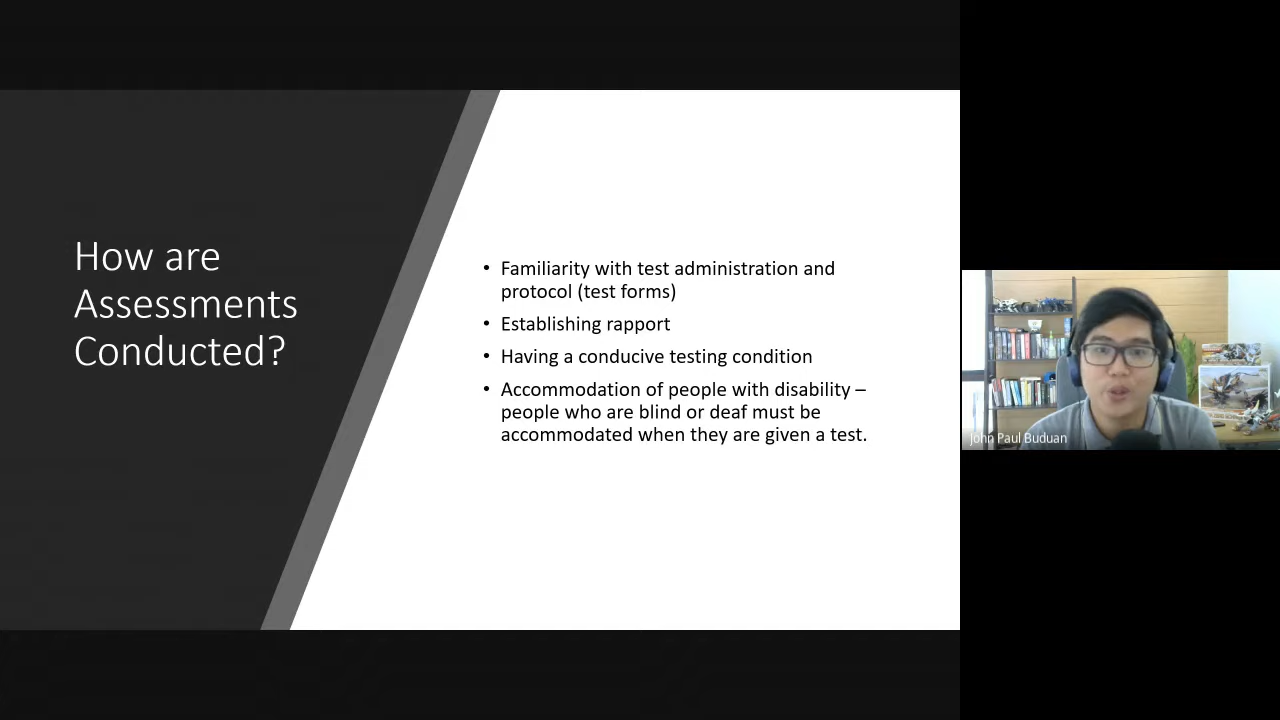 How are
Assessments
Conducted?
• Familiarity with test administration and
protocol (test forms)
• Establishing rapport
• Having a conducive testing condition
• Accommodation of people with disability –
people who are blind or deaf must be
accommodated when they are given a test.
John Paul Buduan